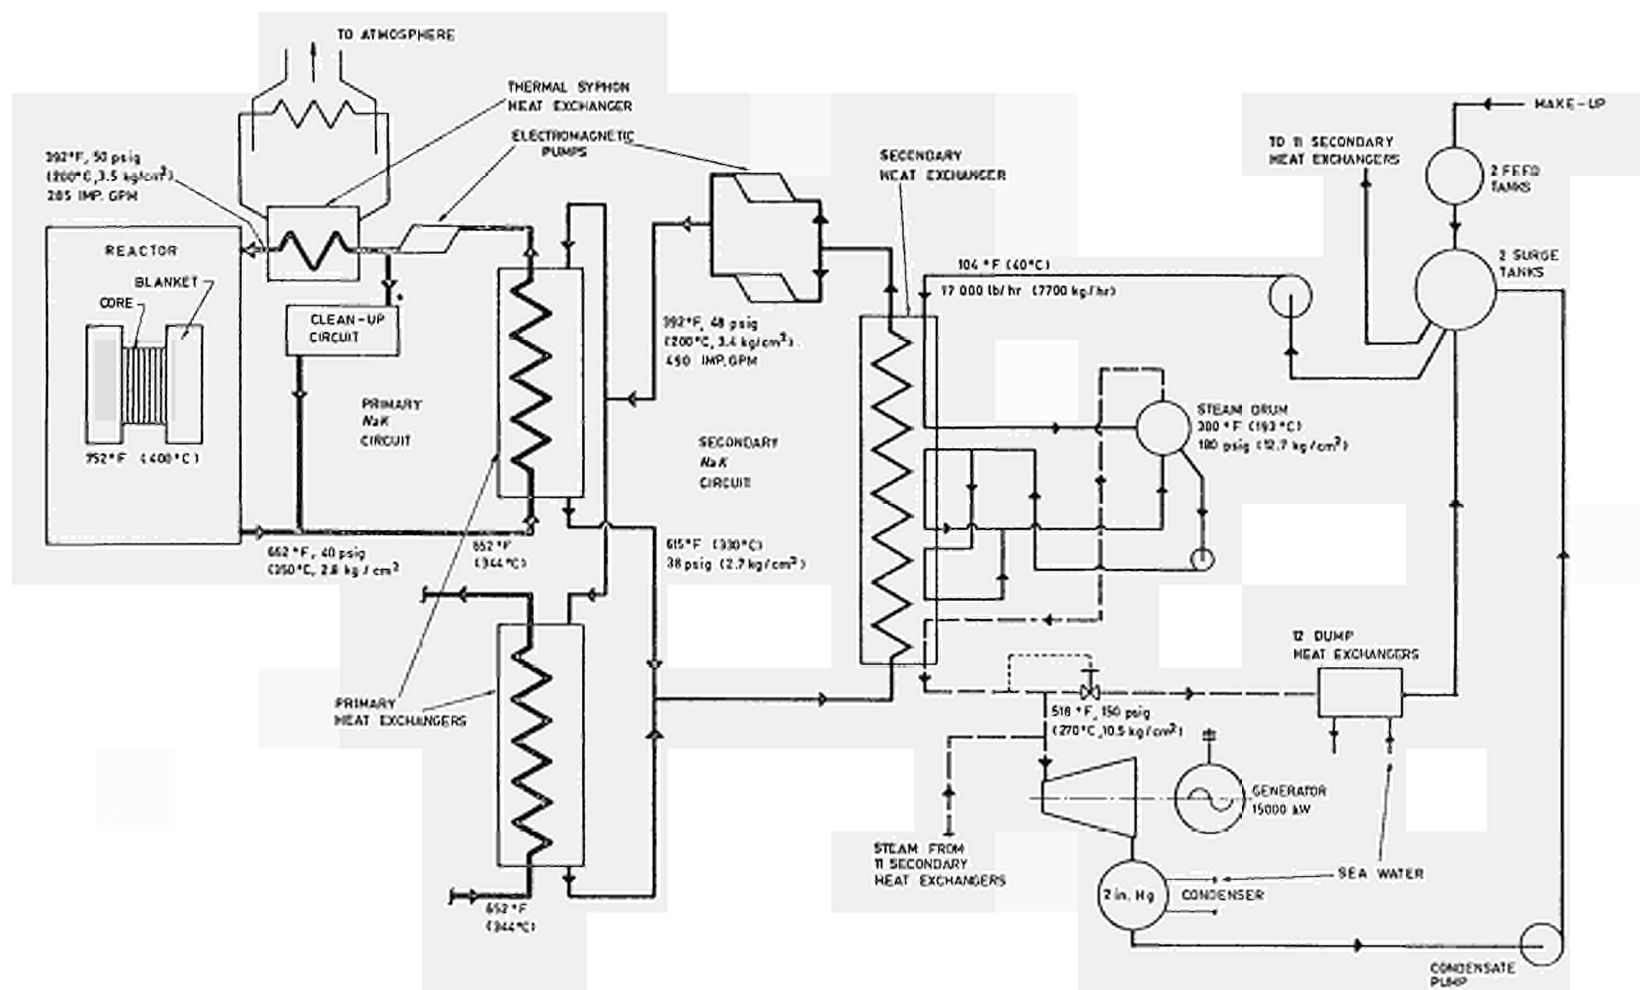 TO ATMOSPHERE
THERMAL SYPHON
HEAT EXCHANGER
ELECTROMAGNETIC
PUMPS
392°F, 50 psig
(200°C, 3.5 kg/cm²)
285 IMP. GPM
REACTOR
BLANKET
CORE
752°F (400°C)
CLEAN-UP
CIRCUIT
PRIMARY
NaK
CIRCUIT
662°F, 40 psig
(350°C, 2.8 kg/cm²
652°F
(344°C)
PRIMARY
HEAT EXCHANGERS
652°F
(344°C)
392°F, 48 psig
(200°C, 3.4 kg/cm²)
490 IMP. GPM
SECONDARY
NaK
CIRCUIT
615°F (330°C)
38 psig (2.7 kg/cm²)
SECONDARY
HEAT EXCHANGER
104 °F (40°C)
17 000 lb/hr (7700 kg/hr)
MAKE-UP
TO 11 SECONDARY
HEAT EXCHANGERS
2 FEED
TANKS
2 SURGE
TANKS
STEAM DRUM
380 °F (193 °C)
180 psig (12.7 kg/cm²)
12 DUMP
HEAT EXCHANGERS
518 °F, 150 psig
(270°C, 10.5 kg/cm²)
GENERATOR
15000 kW
STEAM FROM
11 SECONDARY
HEAT EXCHANGERS
2 in. Hg
CONDENSER
SEA WATER
CONDENSATE
PUMP